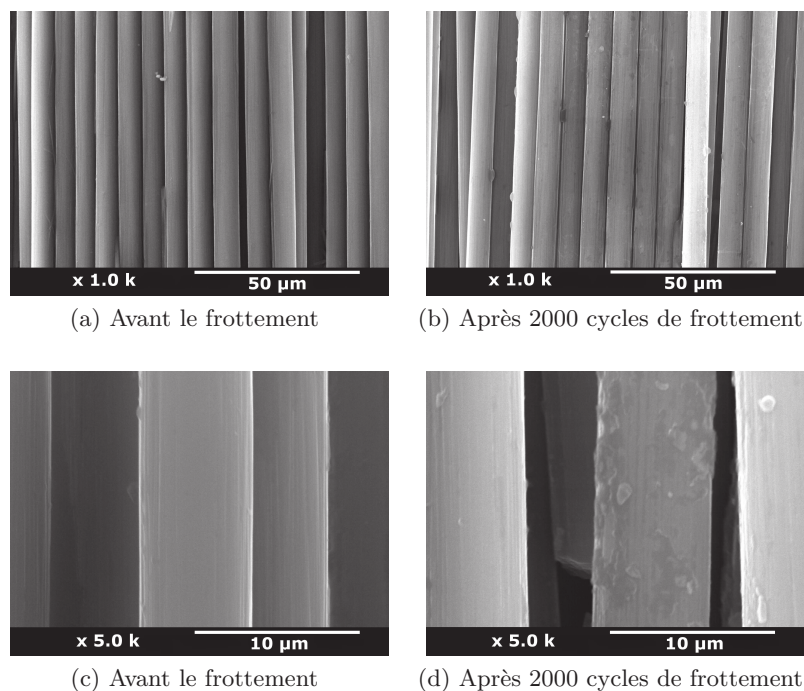 x 1.0 k 50 µm
x 1.0 k 50 µm
(a) Avant le frottement
(b) Après 2000 cycles de frottement
x 5.0 k 10 µm
x 5.0 k 10 µm
(c) Avant le frottement
(d) Après 2000 cycles de frottement